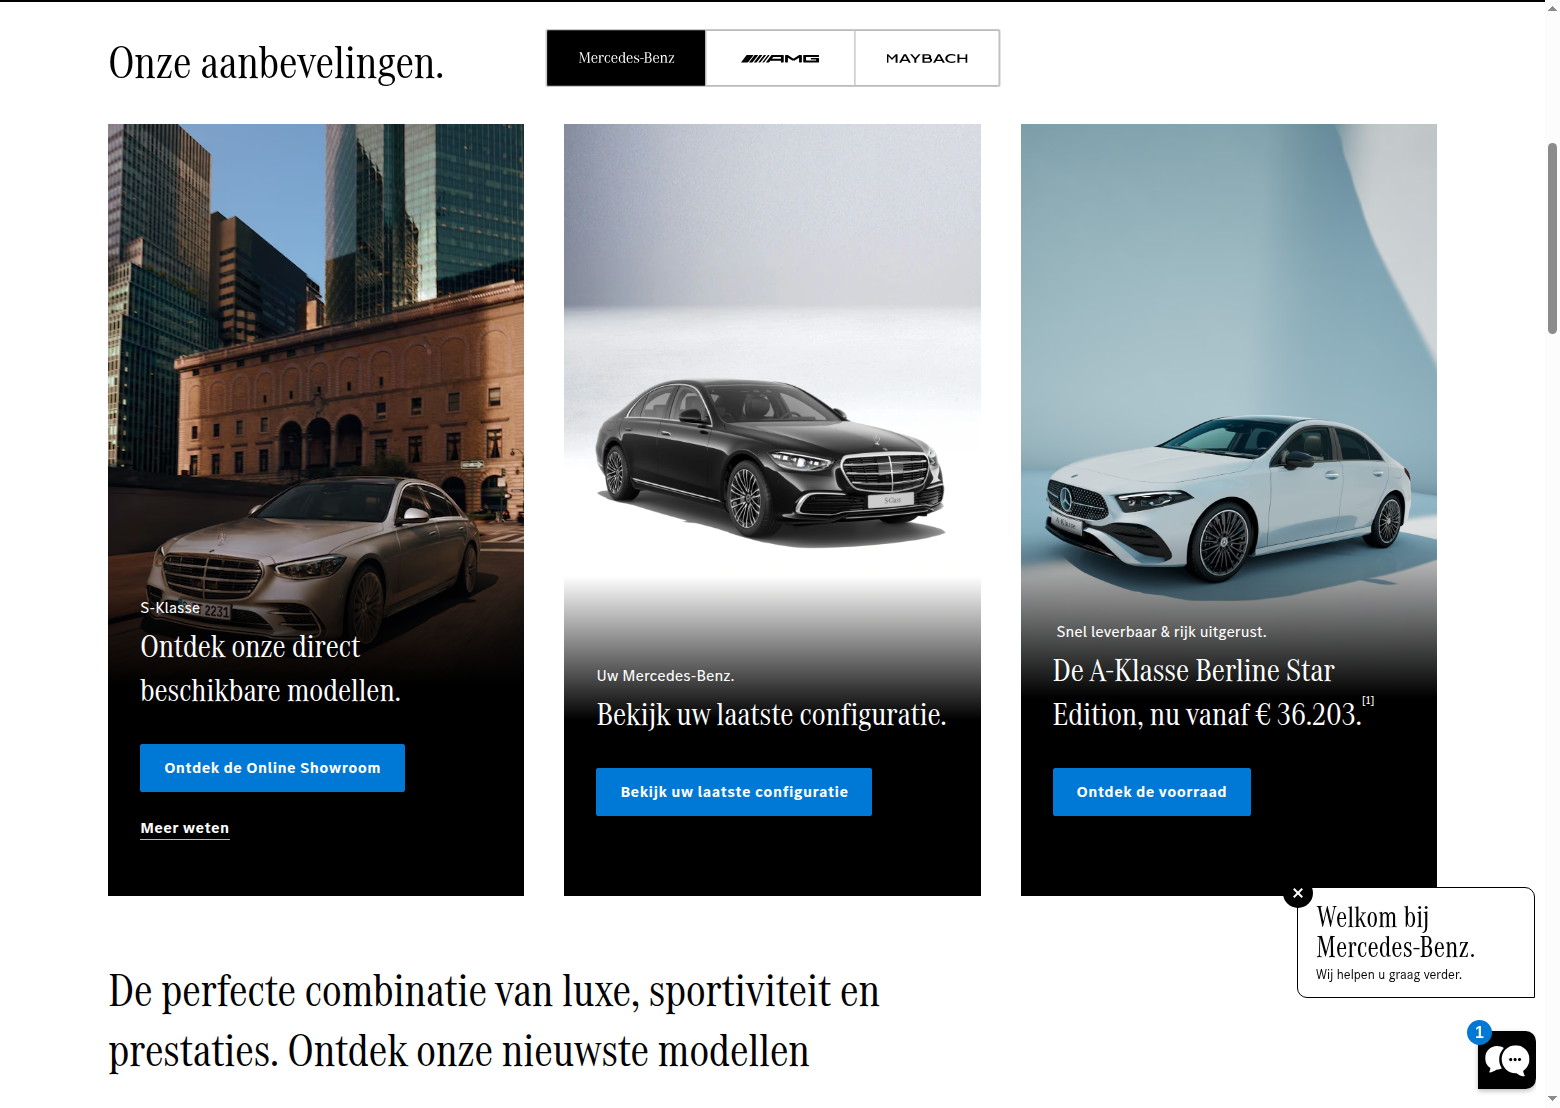 Onze aanbevelingen.
Mercedes-Benz
AMG
MAYBACH
2231
S-Klasse
Ontdek onze direct
beschikbare modellen.
Ontdek de Online Showroom
Meer weten
S-Class
Uw Mercedes-Benz.
Bekijk uw laatste configuratie.
Bekijk uw laatste configuratie
A-Klasse
Snel leverbaar & rijk uitgerust.
De A-Klasse Berline Star
Edition, nu vanaf € 36.203.[1]
Ontdek de voorraad
Welkom bij
Mercedes-Benz.
Wij helpen u graag verder.
1
De perfecte combinatie van luxe, sportiviteit en
prestaties. Ontdek onze nieuwste modellen